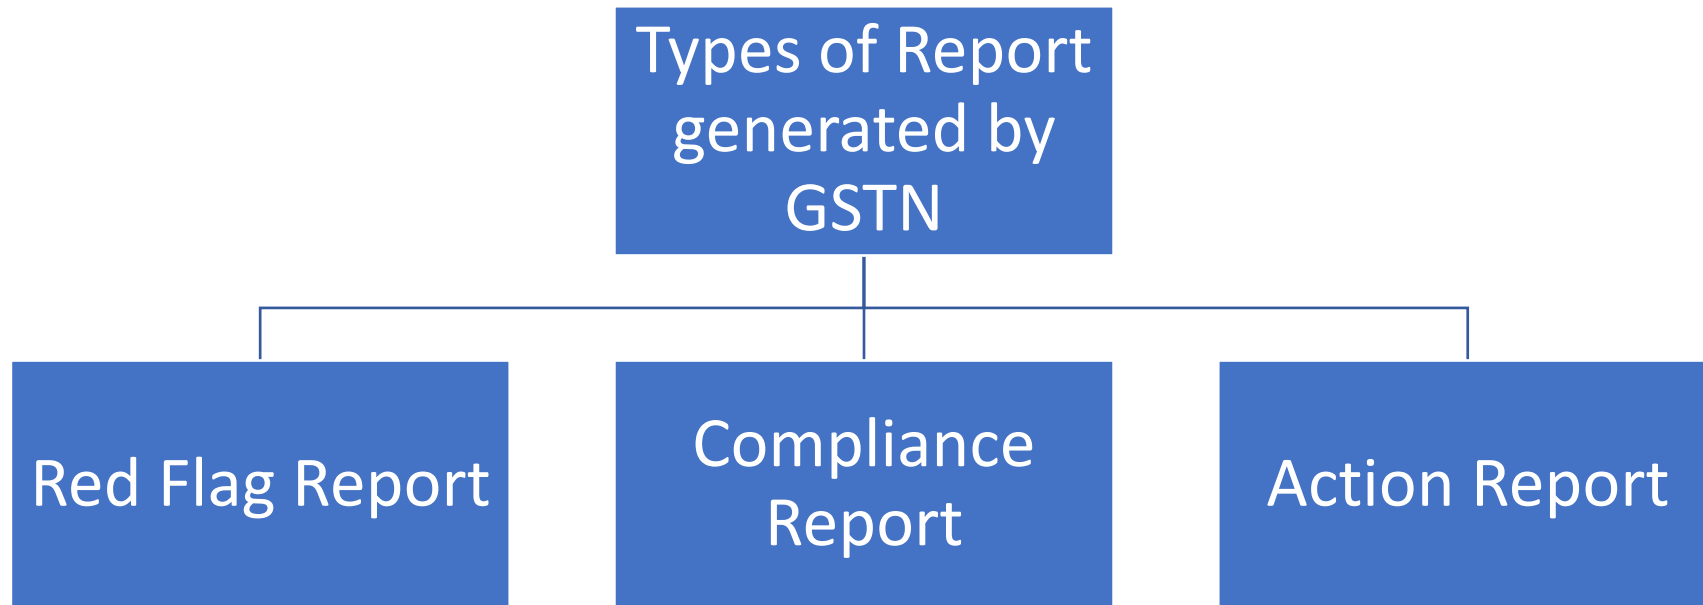 Types of Report
generated by
GSTN
Red Flag Report
Compliance
Report
Action Report